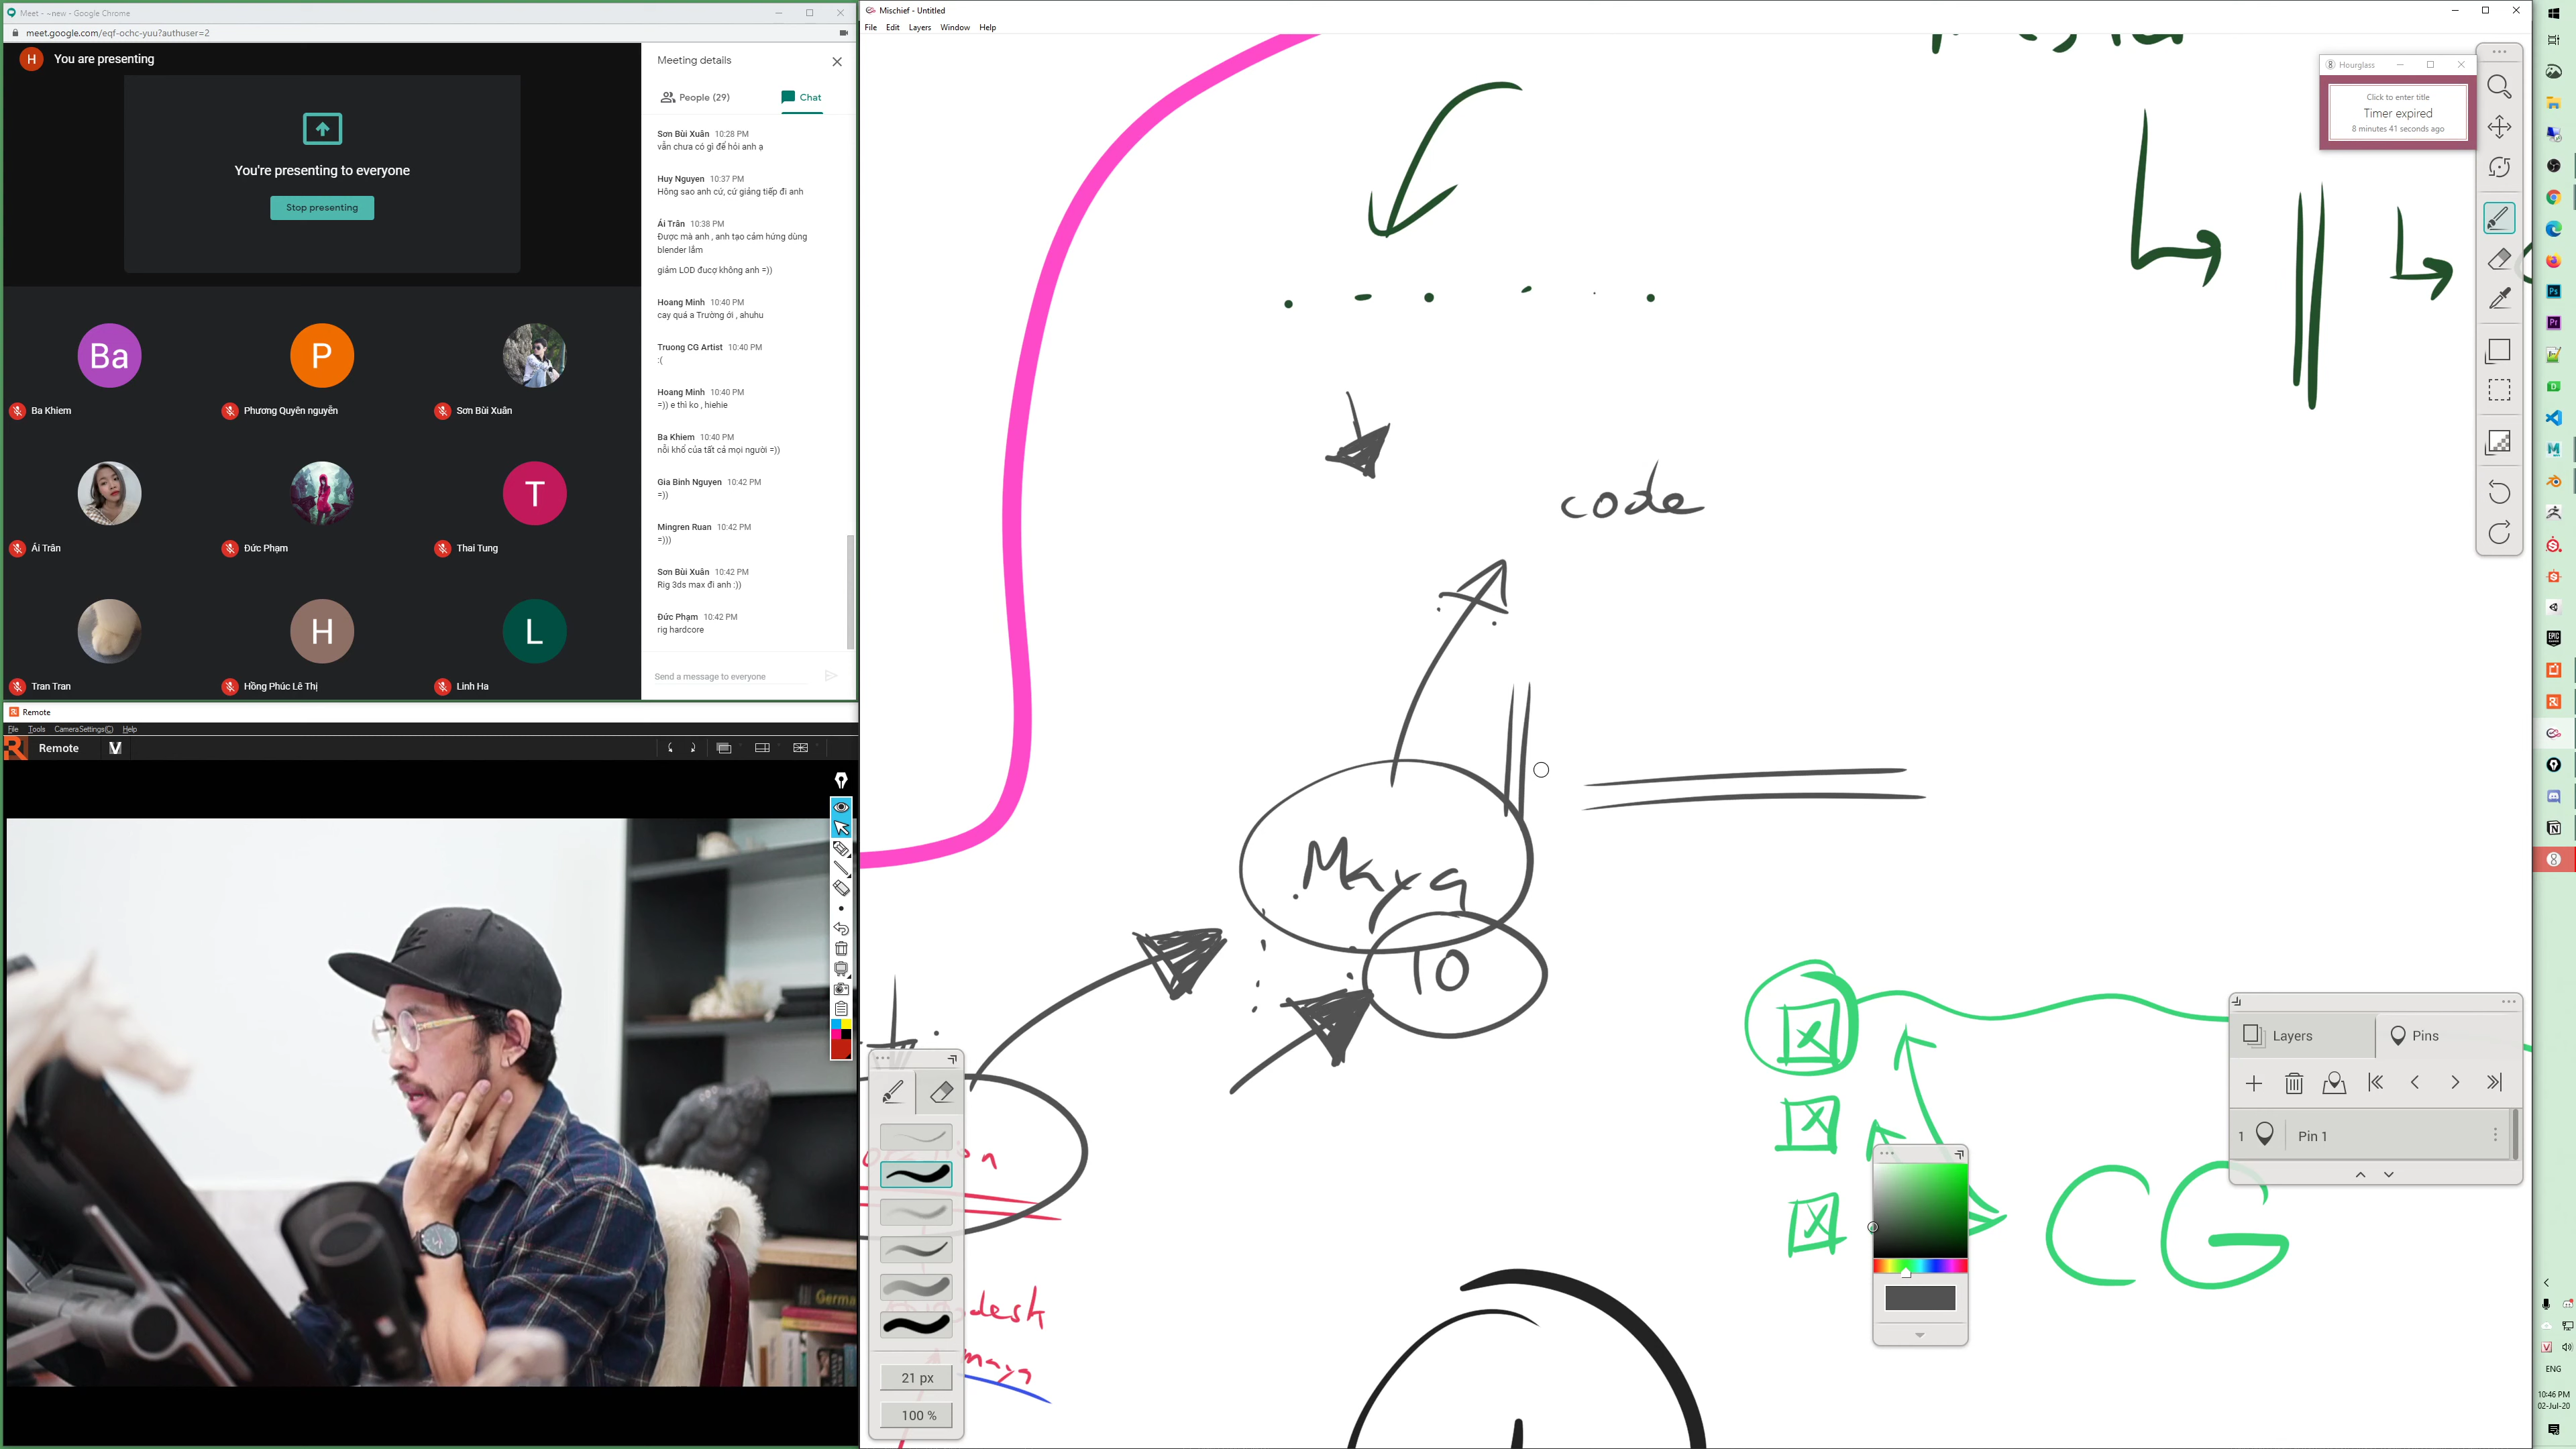 Meet - ~new - Google Chrome
meet.google.com/eqf-ochc-yuu?authuser=2
H You are presenting
You're presenting to everyone
Stop presenting
Ba
P
Ba Khiem
Phương Quyên nguyễn
Sơn Bùi Xuân
T
Ái Trân
Đức Phạm
Thai Tung
H
L
Tran Tran
Hồng Phúc Lê Thị
Linh Ha
Meeting details
People (29)
Chat
Sơn Bùi Xuân 10:28 PM
vẫn chưa có gì để hỏi anh ạ
Huy Nguyen 10:37 PM
Hông sao anh cứ, cứ giảng tiếp đi anh
Ái Trân 10:38 PM
Được mà anh , anh tạo cảm hứng dùng
blender lắm
giảm LOD đuợc không anh =))
Hoang Minh 10:40 PM
cay quá a Trường ới , ahuhu
Truong CG Artist 10:40 PM
:(
Hoang Minh 10:40 PM
=)) e thì ko , hiehie
Ba Khiem 10:40 PM
nỗi khổ của tất cả mọi người =))
Gia Binh Nguyen 10:42 PM
=))
Mingren Ruan 10:42 PM
=)))
Sơn Bùi Xuân 10:42 PM
Rig 3ds max đi anh :))
Đức Phạm 10:42 PM
rig hardcore
Send a message to everyone
Remote
File Tools CameraSettings(C) Help
Remote
German
Mischief - Untitled
File Edit Layers Window Help
Hourglass
Click to enter title
Timer expired
8 minutes 41 seconds ago
code
Maya
10
CG
desk
maya
21 px
100 %
Layers
Pins
1 Pin 1
Ps
Pr
ENG
10:46 PM
02-Jul-20